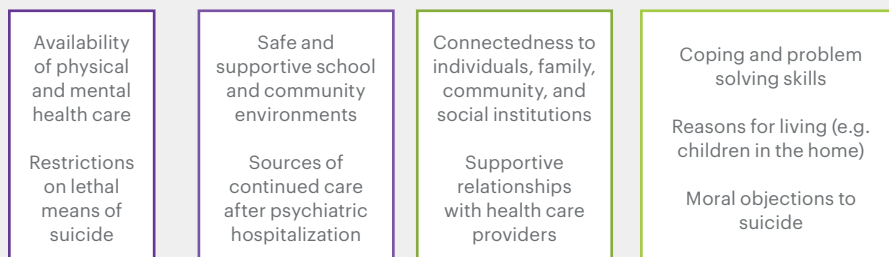 Availability
of physical
and mental
health care
Restrictions
on lethal
means of
suicide
Safe and
supportive school
and community
environments
Sources of
continued care
after psychiatric
hospitalization
Connectedness to
individuals, family,
community, and
social institutions
Supportive
relationships
with health care
providers
Coping and problem
solving skills
Reasons for living (e.g.
children in the home)
Moral objections to
suicide